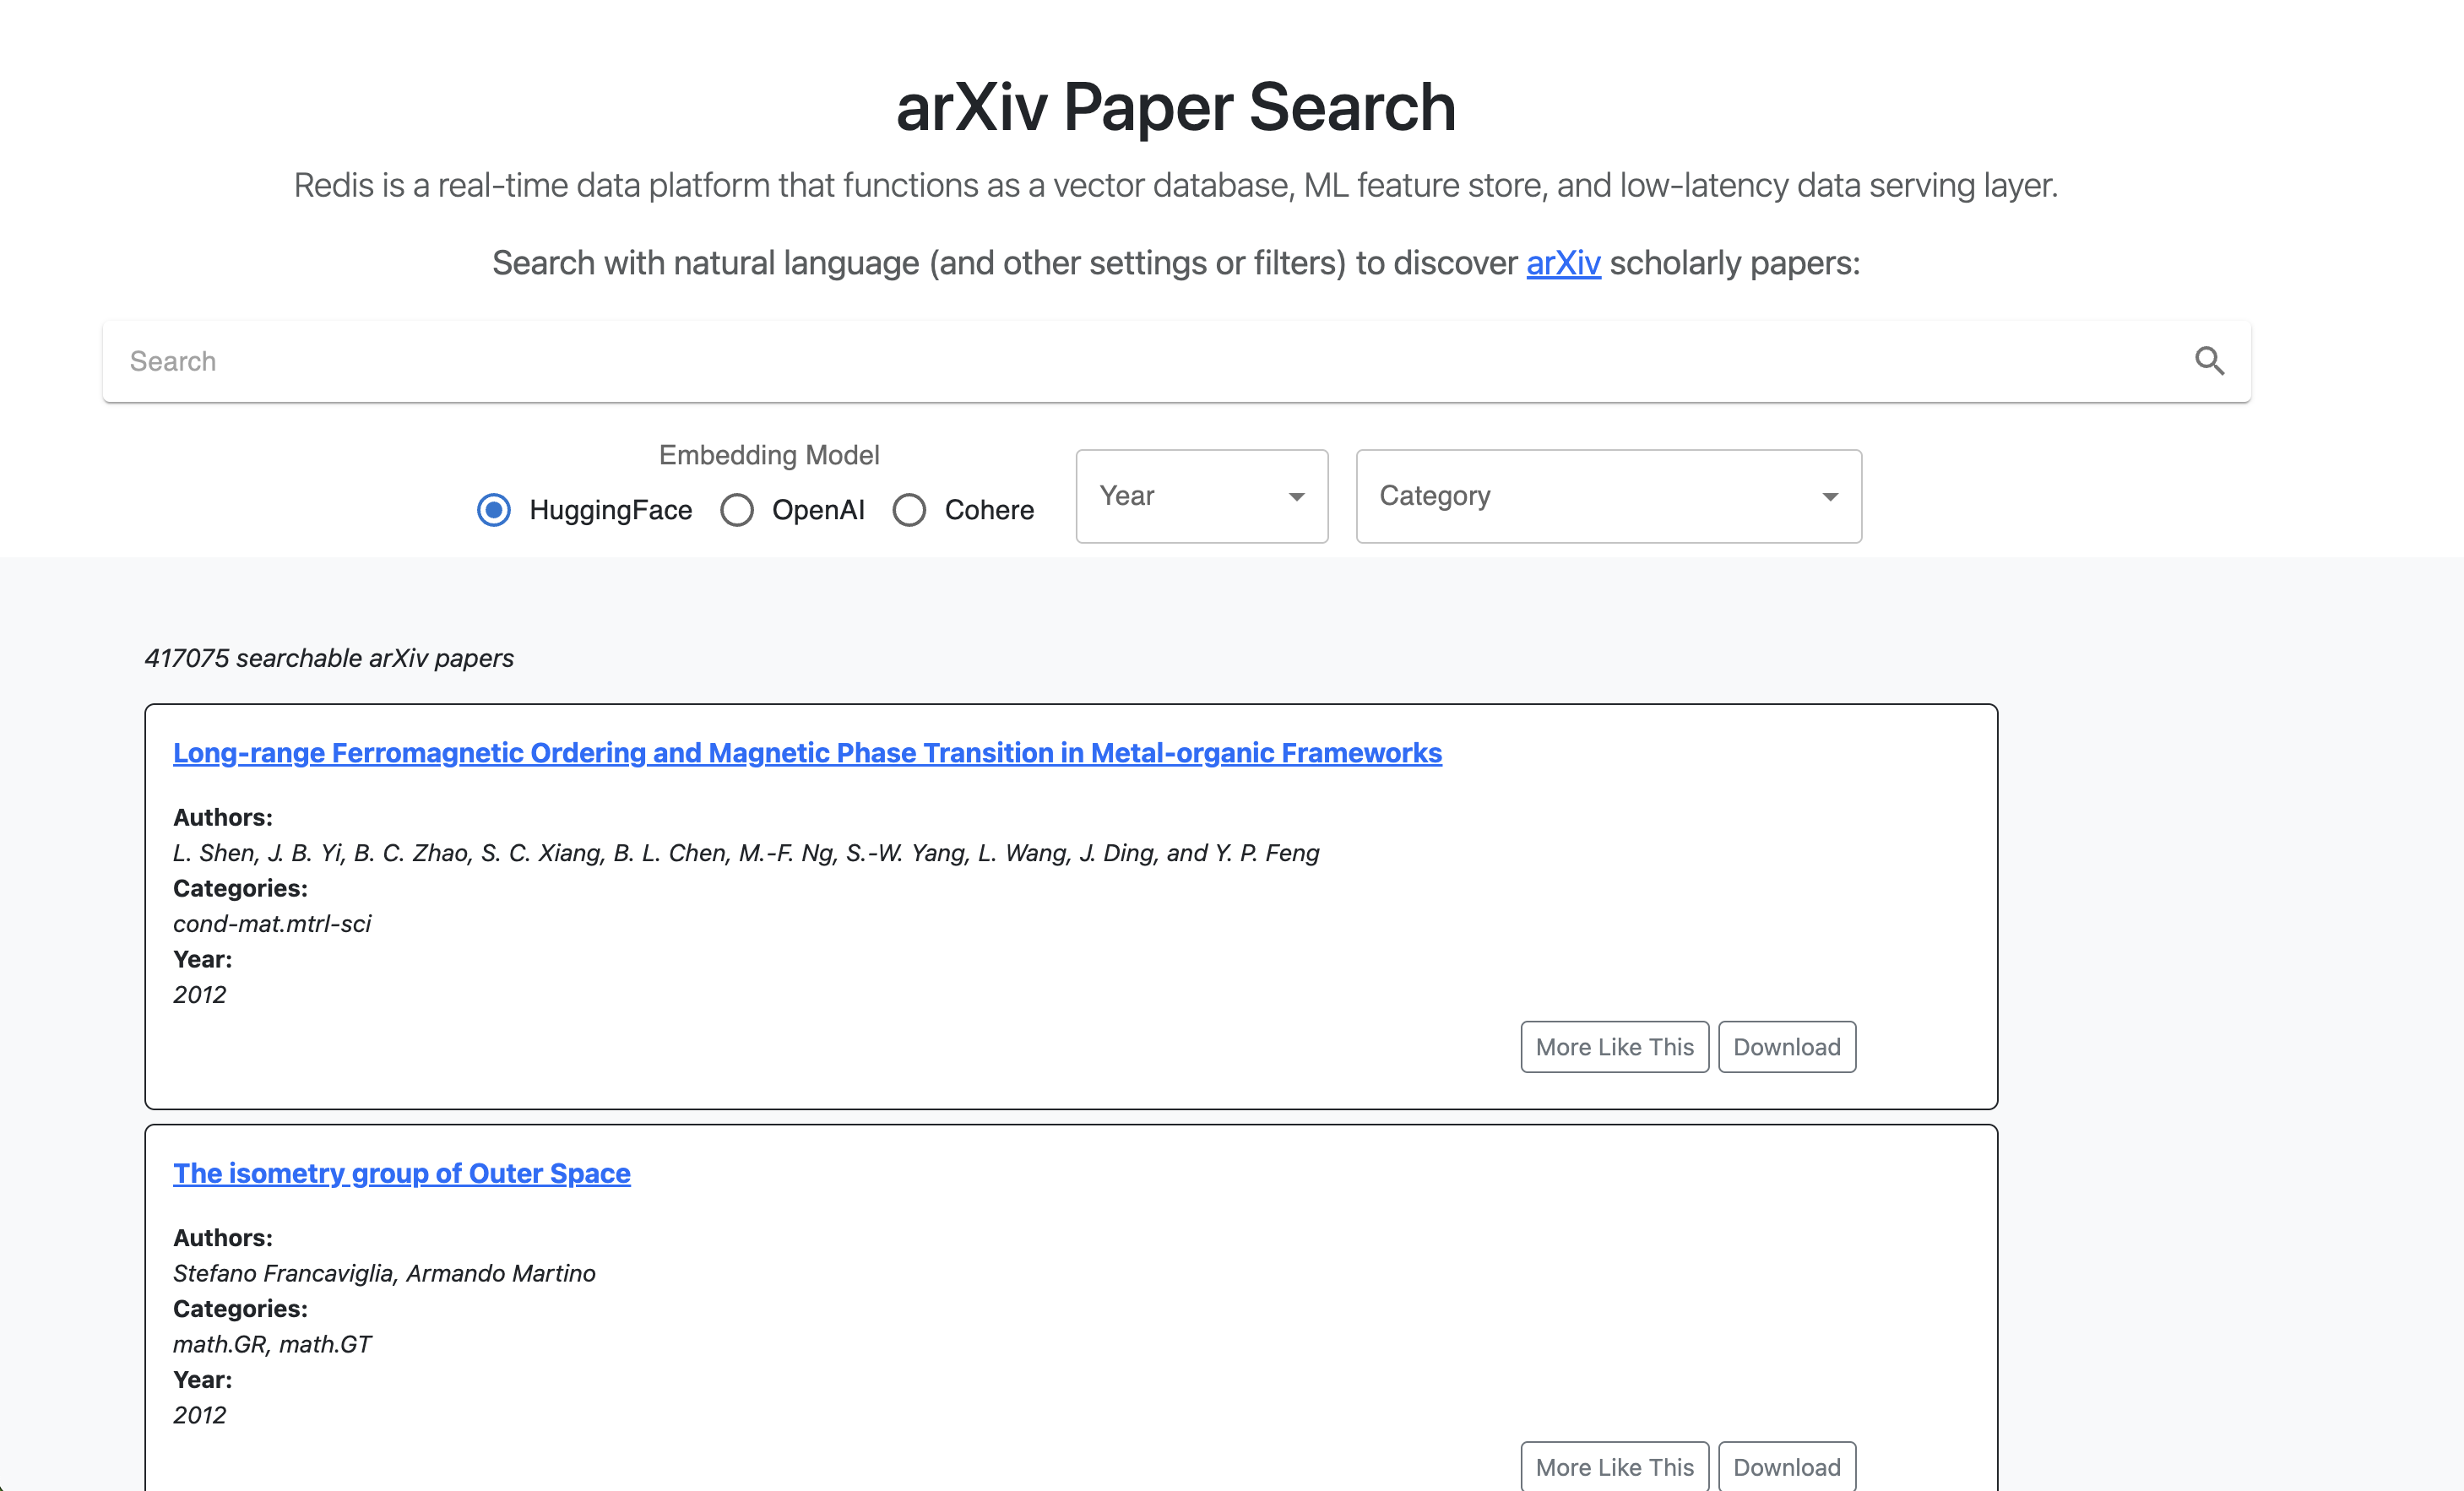 arXiv Paper Search
Redis is a real-time data platform that functions as a vector database, ML feature store, and low-latency data serving layer.
Search with natural language (and other settings or filters) to discover arXiv scholarly papers:
Search
Embedding Model
HuggingFace OpenAI Cohere
Year
Category
417075 searchable arXiv papers
Long-range Ferromagnetic Ordering and Magnetic Phase Transition in Metal-organic Frameworks
Authors:
L. Shen, J. B. Yi, B. C. Zhao, S. C. Xiang, B. L. Chen, M.-F. Ng, S.-W. Yang, L. Wang, J. Ding, and Y. P. Feng
Categories:
cond-mat.mtrl-sci
Year:
2012
More Like This Download
The isometry group of Outer Space
Authors:
Stefano Francaviglia, Armando Martino
Categories:
math.GR, math.GT
Year:
2012
More Like This Download